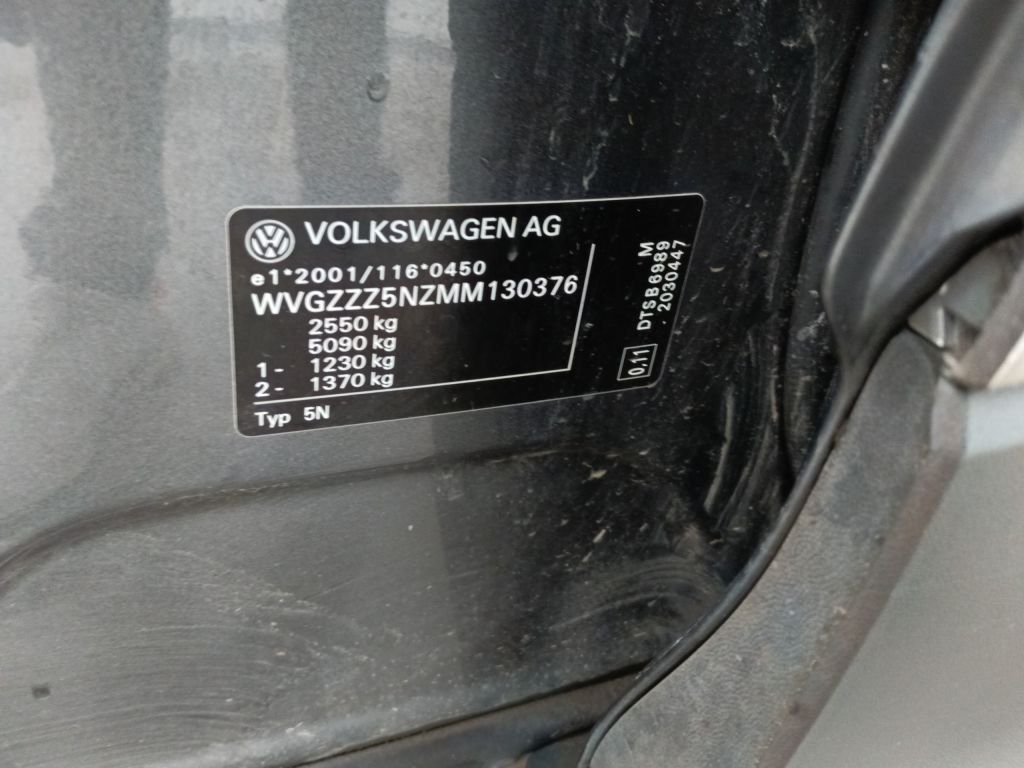 VOLKSWAGEN AG
e1*2001/116*0450
WVGZZZ5NZMM130376
2550 kg
5090 kg
1 - 1230 kg
2 - 1370 kg
Typ 5N
0,11
DTSB6989 M
2030447